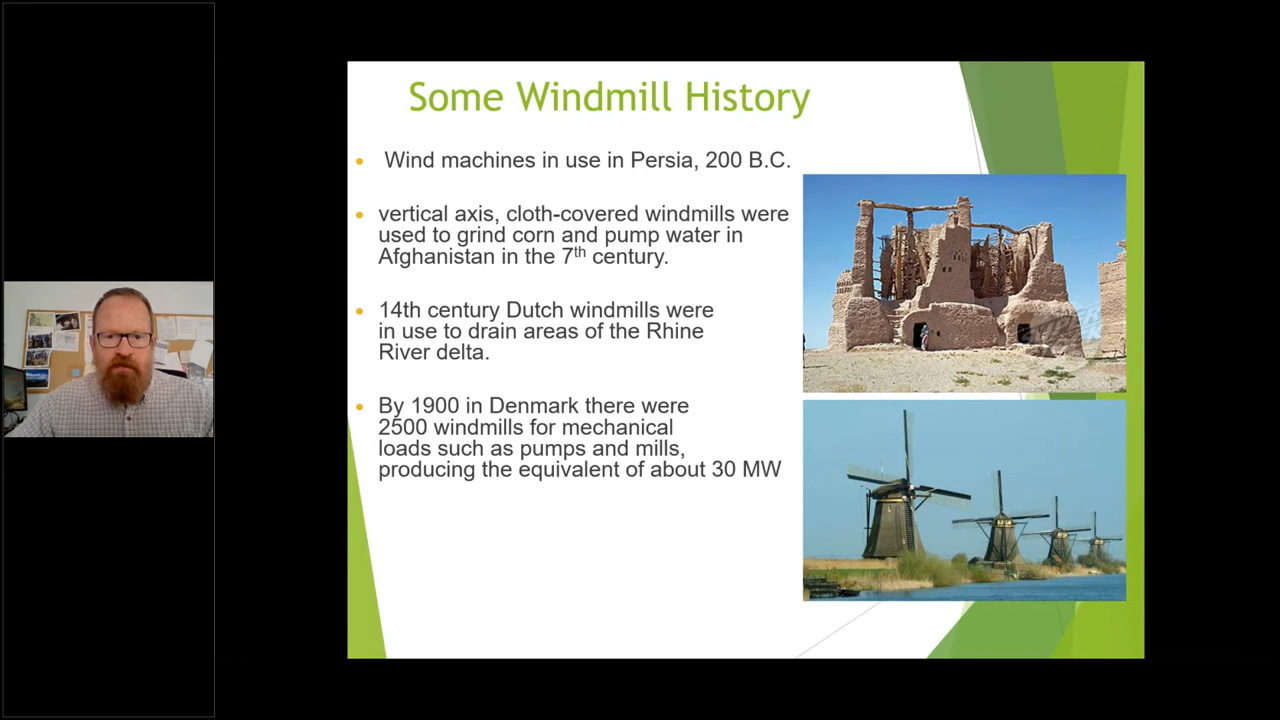 Some Windmill History
Wind machines in use in Persia, 200 B.C.
vertical axis, cloth-covered windmills were
used to grind corn and pump water in
Afghanistan in the 7th century.
14th century Dutch windmills were
in use to drain areas of the Rhine
River delta.
By 1900 in Denmark there were
2500 windmills for mechanical
loads such as pumps and mills,
producing the equivalent of about 30 MW